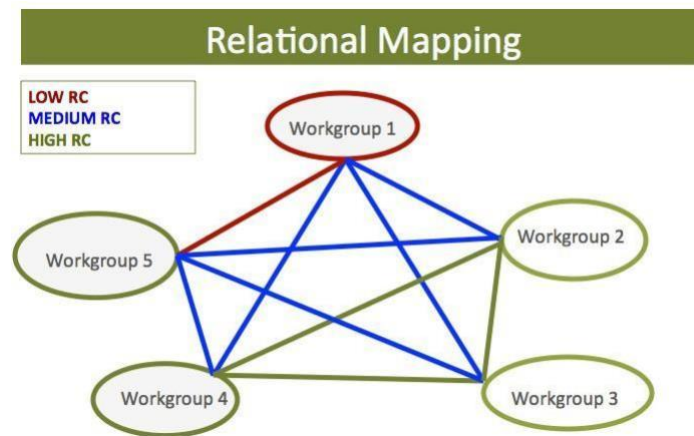 Relational Mapping
LOW RC
MEDIUM RC
HIGH RC
Workgroup 1
Workgroup 2
Workgroup 5
Workgroup 4
Workgroup 3